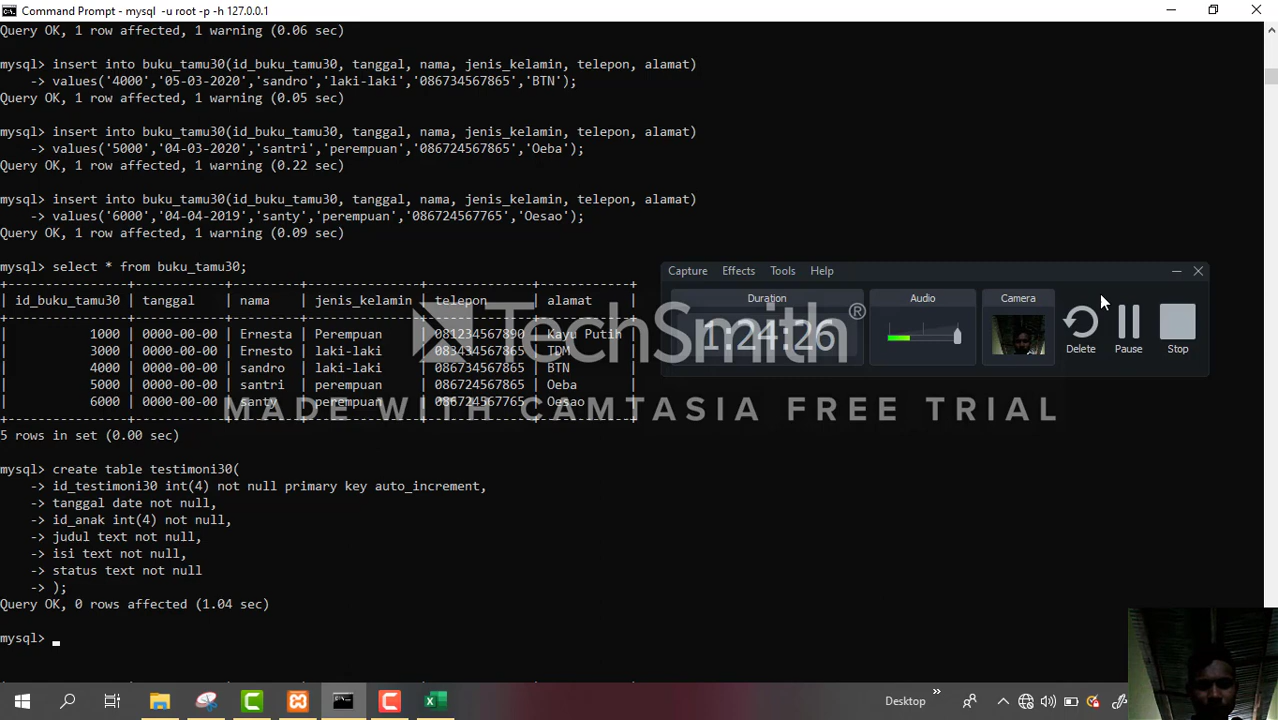 Command Prompt - mysql -u root -p -h 127.0.0.1
Query OK, 1 row affected, 1 warning (0.06 sec)
mysql> insert into buku_tamu30(id_buku_tamu30, tanggal, nama, jenis_kelamin, telepon, alamat)
-> values('4000','05-03-2020','sandro','laki-laki','086734567865','BTN');
Query OK, 1 row affected, 1 warning (0.05 sec)
mysql> insert into buku_tamu30(id_buku_tamu30, tanggal, nama, jenis_kelamin, telepon, alamat)
-> values('5000','04-03-2020','santri','perempuan','086724567865','Oeba');
Query OK, 1 row affected, 1 warning (0.22 sec)
mysql> insert into buku_tamu30(id_buku_tamu30, tanggal, nama, jenis_kelamin, telepon, alamat)
-> values('6000','04-04-2019','santy','perempuan','086724567765','Oesao');
Query OK, 1 row affected, 1 warning (0.09 sec)
mysql> select * from buku_tamu30;
| id_buku_tamu30 | tanggal | nama | jenis_kelamin | telepon | alamat |
| 1000 | 0000-00-00 | Ernesta | Perempuan | 081234567890 | Kayu Putih |
| 3000 | 0000-00-00 | Ernesto | laki-laki | 083434567865 | TDM |
| 4000 | 0000-00-00 | sandro | laki-laki | 086734567865 | BTN |
| 5000 | 0000-00-00 | santri | perempuan | 086724567865 | Oeba |
| 6000 | 0000-00-00 | santy | perempuan | 086724567765 | Oesao |
5 rows in set (0.00 sec)
mysql> create table testimoni30(
-> id_testimoni30 int(4) not null primary key auto_increment,
-> tanggal date not null,
-> id_anak int(4) not null,
-> judul text not null,
-> isi text not null,
-> status text not null
-> );
Query OK, 0 rows affected (1.04 sec)
mysql>
Capture Effects Tools Help
Duration Audio Camera
1:24:26
Delete Pause Stop
TechSmith®
MADE WITH CAMTASIA FREE TRIAL
Desktop